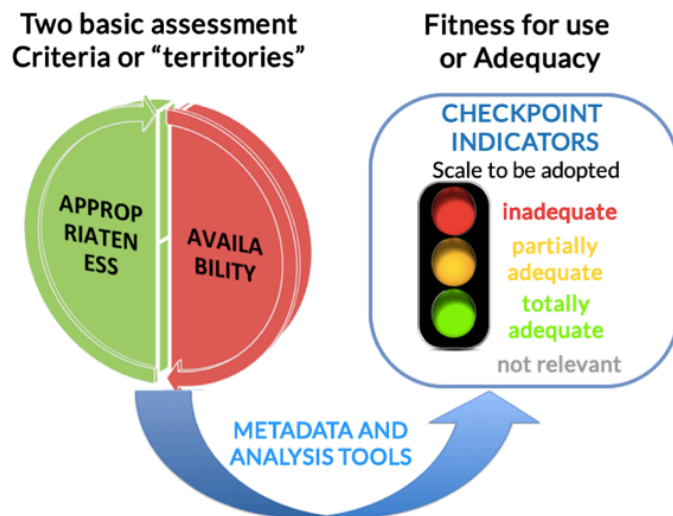 Two basic assessment
Criteria or “territories”
APPROP
RIATEN
ESS
AVAILA
BILITY
Fitness for use
or Adequacy
CHECKPOINT
INDICATORS
Scale to be adopted
inadequate
partially
adequate
totally
adequate
not relevant
METADATA AND
ANALYSIS TOOLS